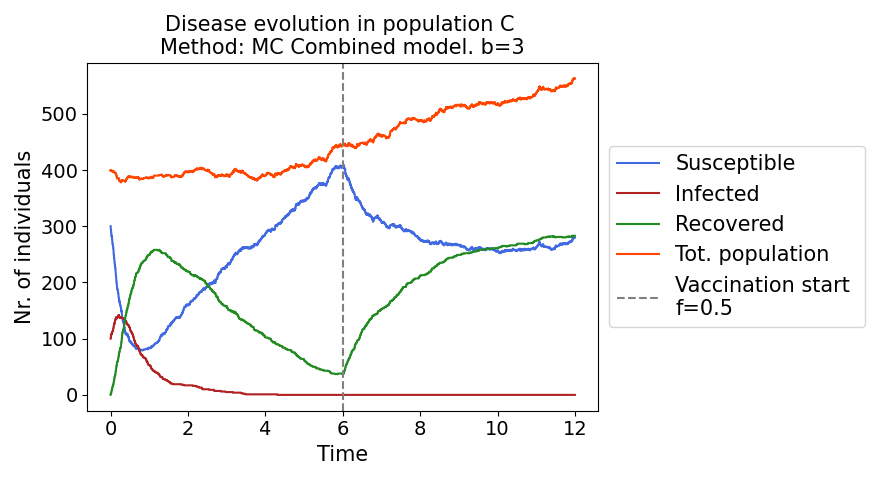 Disease evolution in population C
Method: MC Combined model. b=3
Nr. of individuals
500
400
300
200
100
0
0 2 4 6 8 10 12
Time
Susceptible
Infected
Recovered
Tot. population
Vaccination start
f=0.5